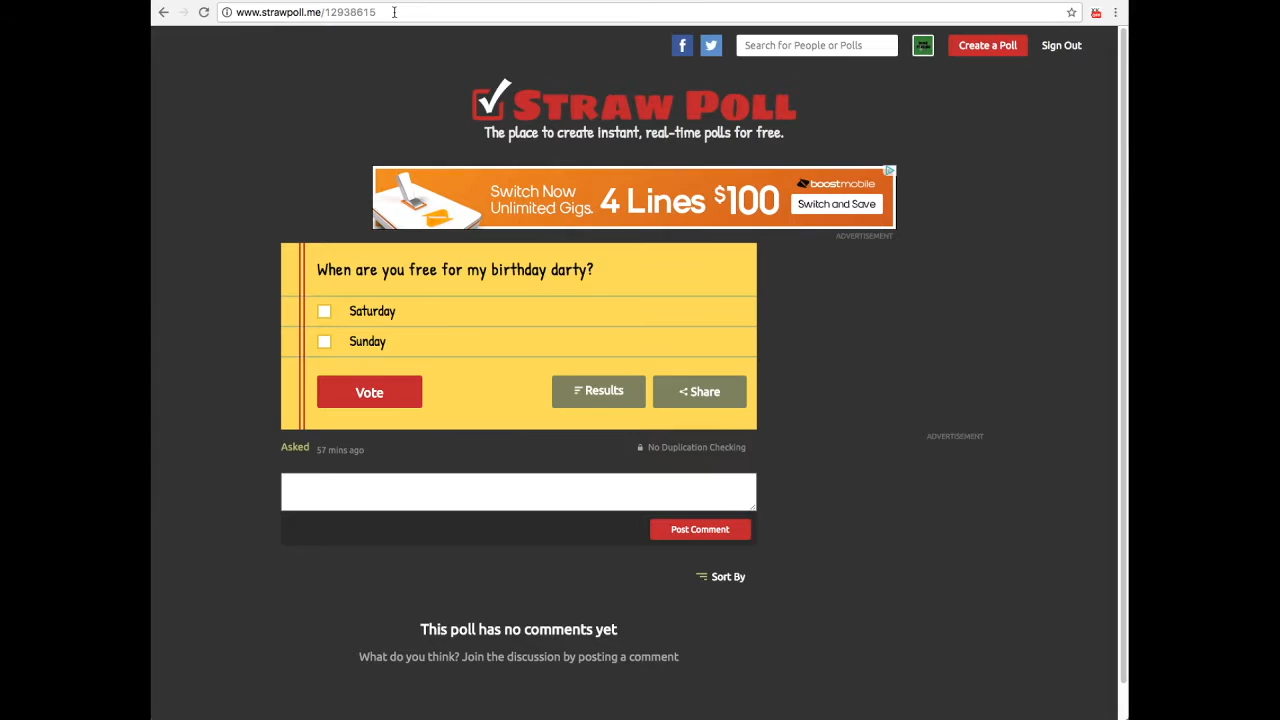 www.strawpoll.me/12938615
Search for People or Polls
Create a Poll
Sign Out
STRAW POLL
The place to create instant, real-time polls for free.
Switch Now
Unlimited Gigs.
4 Lines $100
boostmobile
Switch and Save
ADVERTISEMENT
When are you free for my birthday darty?
Saturday
Sunday
Vote
Results
Share
Asked 57 mins ago
No Duplication Checking
ADVERTISEMENT
Post Comment
Sort By
This poll has no comments yet
What do you think? Join the discussion by posting a comment